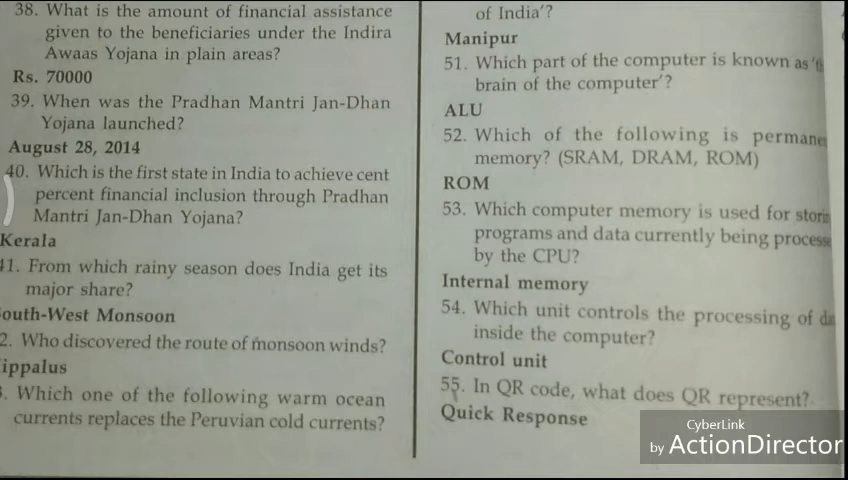 38. What is the amount of financial assistance
given to the beneficiaries under the Indira
Awaas Yojana in plain areas?
Rs. 70000
39. When was the Pradhan Mantri Jan-Dhan
Yojana launched?
August 28, 2014
40. Which is the first state in India to achieve cent
percent financial inclusion through Pradhan
Mantri Jan-Dhan Yojana?
Kerala
41. From which rainy season does India get its
major share?
outh-West Monsoon
2. Who discovered the route of monsoon winds?
ippalus
. Which one of the following warm ocean
currents replaces the Peruvian cold currents?
of India'?
Manipur
51. Which part of the computer is known as
brain of the computer'?
ALU
52. Which of the following is permane
memory? (SRAM, DRAM, ROM)
ROM
53. Which computer memory is used for stori
programs and data currently being process
by the CPU?
Internal memory
54. Which unit controls the processing of da
inside the computer?
Control unit
55. In QR code, what does QR represent?
Quick Response
CyberLink
by ActionDirector